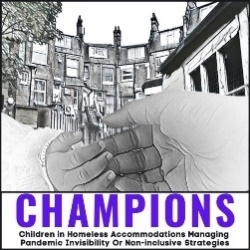 CHAMPIONS
Children in Homeless Accommodations Managing
Pandemic Invisibility Or Non-inclusive Strategies